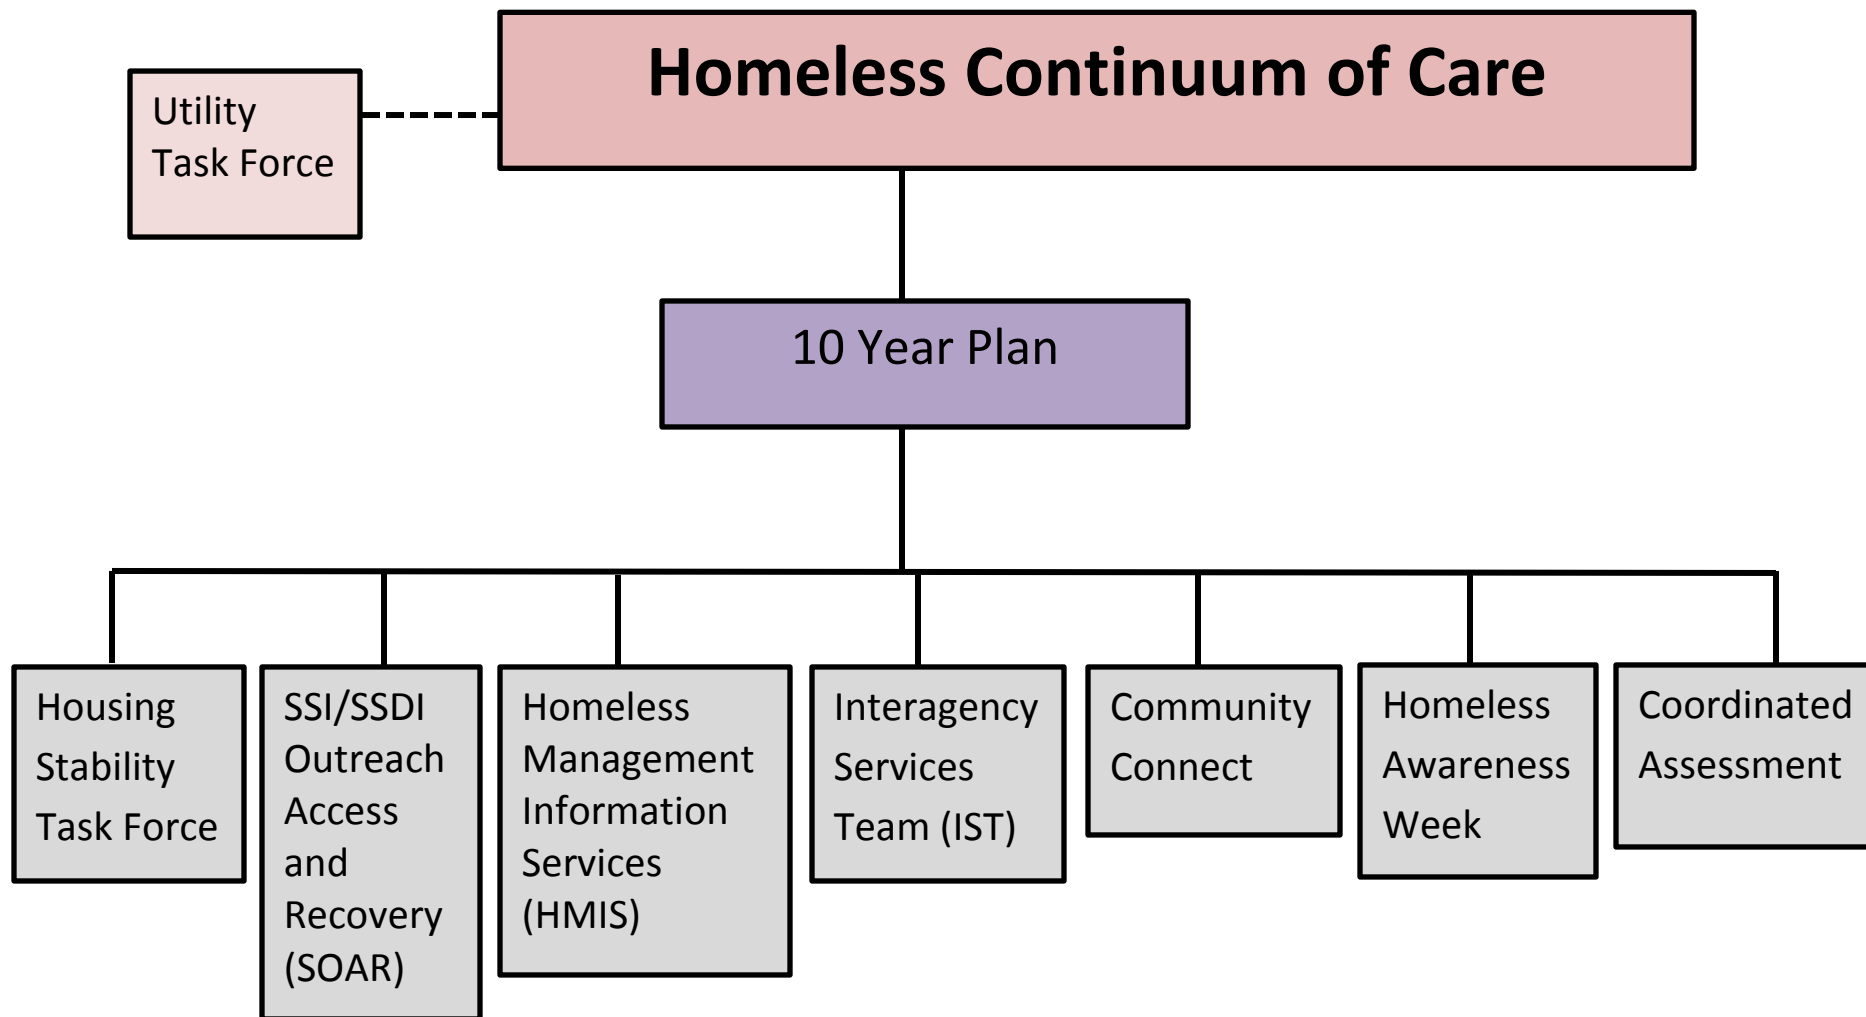 Homeless Continuum of Care
Utility
Task Force
10 Year Plan
Housing
Stability
Task Force
SSI/SSDI
Outreach
Access
and
Recovery
(SOAR)
Homeless
Management
Information
Services
(HMIS)
Interagency
Services
Team (IST)
Community
Connect
Homeless
Awareness
Week
Coordinated
Assessment